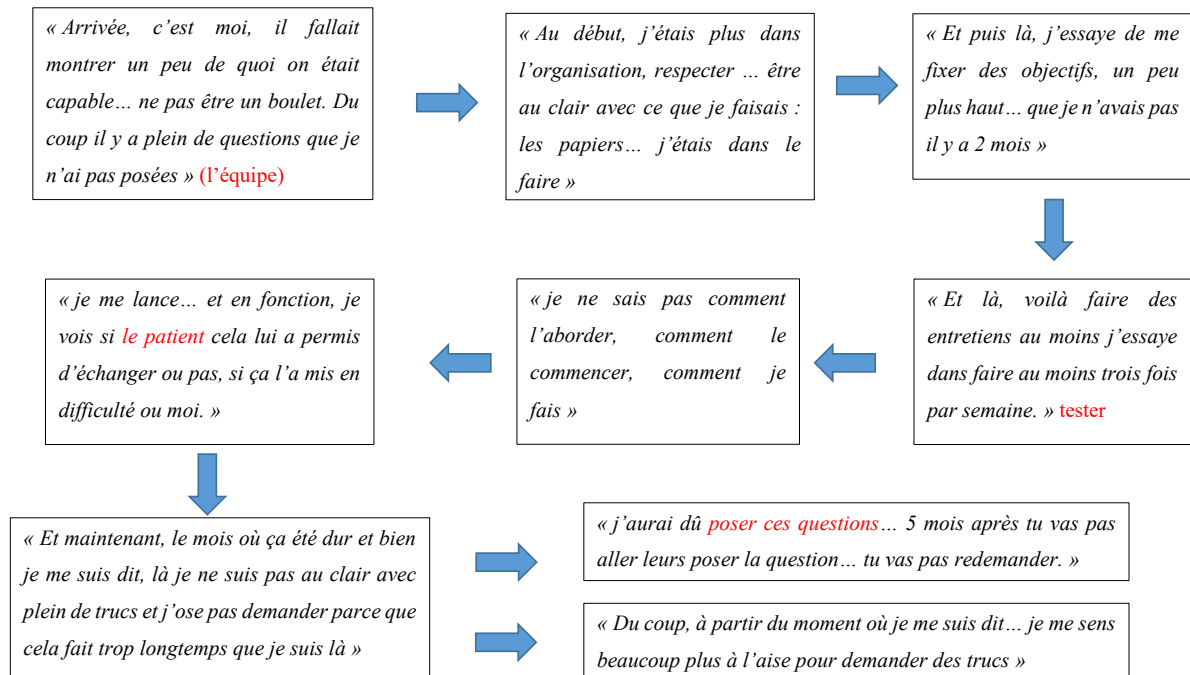 « Arrivée, c’est moi, il fallait
montrer un peu de quoi on était
capable… ne pas être un boulet. Du
coup il y a plein de questions que je
n’ai pas posées » (l’équipe)
« Au début, j’étais plus dans
l’organisation, respecter … être
au clair avec ce que je faisais :
les papiers… j’étais dans le
faire »
« Et puis là, j’essaye de me
fixer des objectifs, un peu
plus haut… que je n’avais pas
il y a 2 mois »
« Et là, voilà faire des
entretiens au moins j’essaye
dans faire au moins trois fois
par semaine. » tester
« je ne sais pas comment
l’aborder, comment le
commencer, comment je
fais »
« je me lance… et en fonction, je
vois si le patient cela lui a permis
d’échanger ou pas, si ça l’a mis en
difficulté ou moi. »
« Et maintenant, le mois où ça été dur et bien
je me suis dit, là je ne suis pas au clair avec
plein de trucs et j’ose pas demander parce que
cela fait trop longtemps que je suis là »
« j’aurai dû poser ces questions… 5 mois après tu vas pas
aller leurs poser la question… tu vas pas redemander. »
« Du coup, à partir du moment où je me suis dit… je me sens
beaucoup plus à l’aise pour demander des trucs »